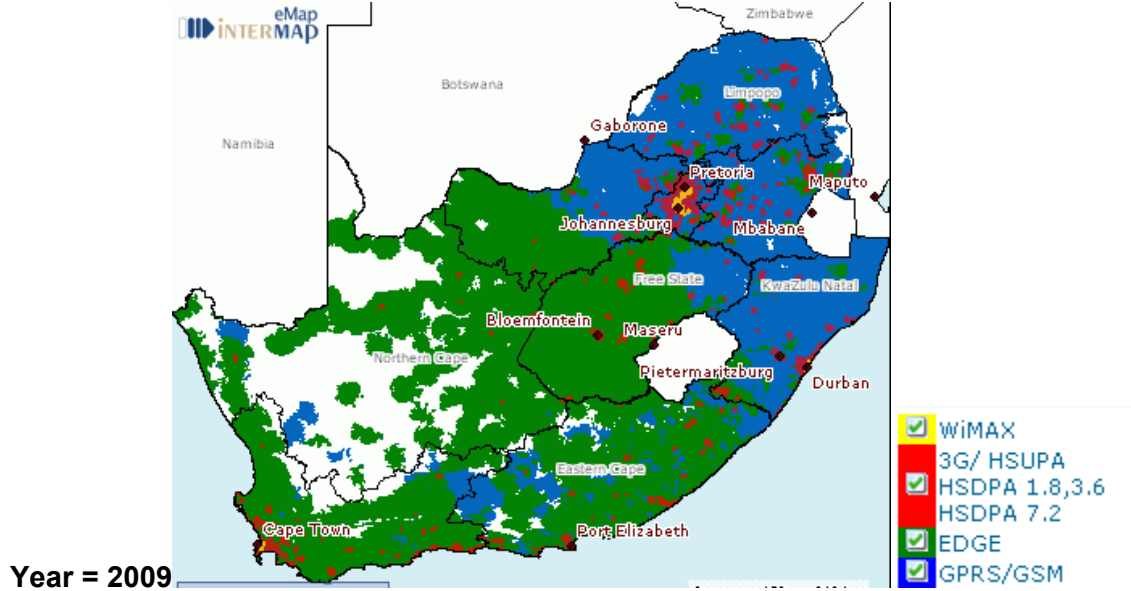 eMap
INTERMAP
Zimbabwe
Botswana
Limpopo
Gaborone
Namibia
Pretoria
Maputo
Johannesburg
Mbabane
Free State
KwaZulu Natal
Bloemfontein
Maseru
Northern Cape
Pietermaritzburg
Durban
WiMAX
3G/ HSUPA
HSDPA 1.8,3.6
HSDPA 7.2
EDGE
GPRS/GSM
Eastern Cape
Cape Town
Port Elizabeth
Year = 2009